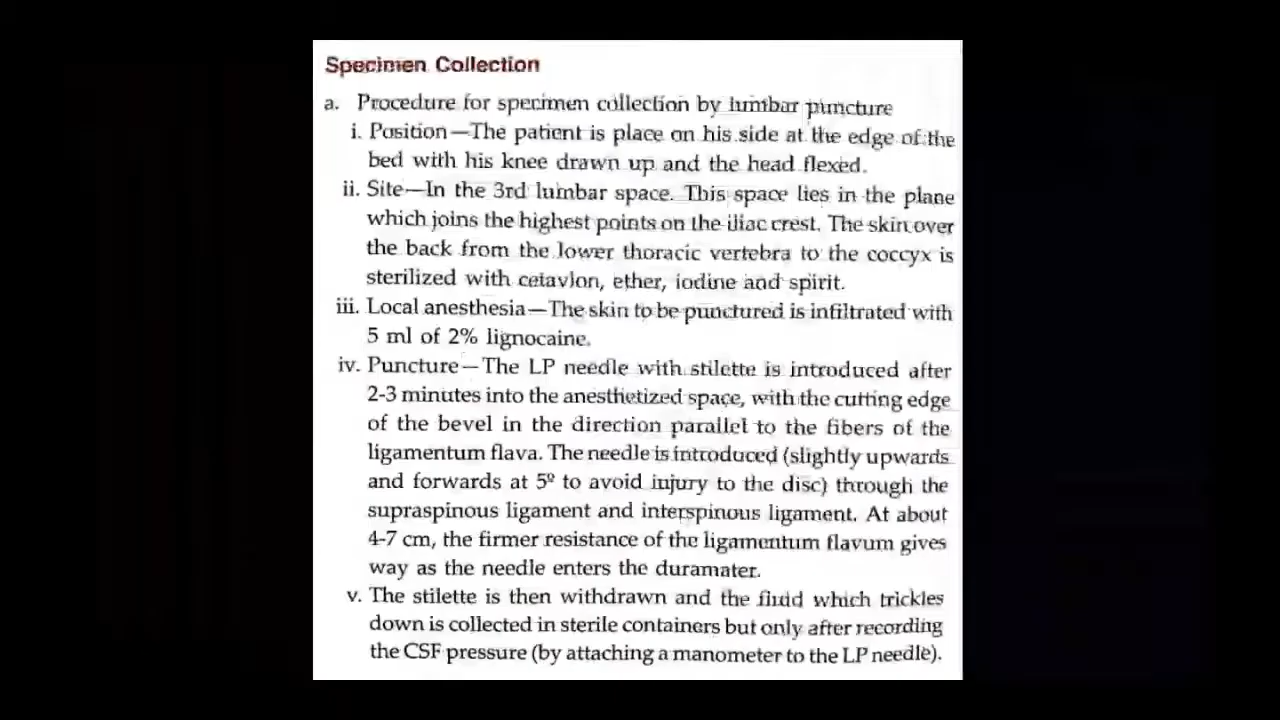 Specimen Collection
a. Procedure for specimen collection by lumbar puncture
i. Position—The patient is place on his side at the edge of the
bed with his knee drawn up and the head flexed.
ii. Site—In the 3rd lumbar space. This space lies in the plane
which joins the highest points on the iliac crest. The skin over
the back from the lower thoracic vertebra to the coccyx is
sterilized with cetavlon, ether, iodine and spirit.
iii. Local anesthesia—The skin to be punctured is infiltrated with
5 ml of 2% lignocaine.
iv. Puncture—The LP needle with stilette is introduced after
2-3 minutes into the anesthetized space, with the cutting edge
of the bevel in the direction parallel to the fibers of the
ligamentum flava. The needle is introduced (slightly upwards
and forwards at 5º to avoid injury to the disc) through the
supraspinous ligament and interspinous ligament. At about
4-7 cm, the firmer resistance of the ligamentum flavum gives
way as the needle enters the duramater.
v. The stilette is then withdrawn and the fluid which trickles
down is collected in sterile containers but only after recording
the CSF pressure (by attaching a manometer to the LP needle).